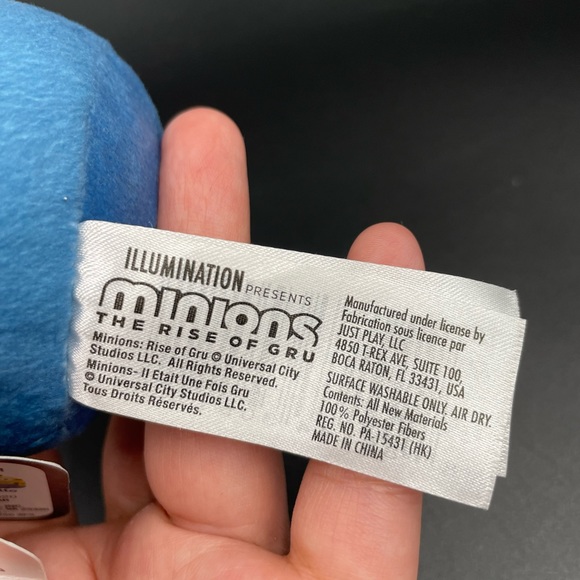 ILLUMINATION
PRESENTS
minions
THE RISE OF GRU
Minions: Rise of Gru © Universal City
Studios LLC. All Rights Reserved.
Minions- Il Etait Une Fois Gru
© Universal City Studios LLC.
Tous Droits Réservés.
Manufactured under license by
Fabrication sous licence par
JUST PLAY, LLC
4850 T-REX AVE, SUITE 100,
BOCA RATON, FL 33431, USA
SURFACE WASHABLE ONLY. AIR DRY.
Contents: All New Materials
100% Polyester Fibers
REG. NO. PA-15431 (HK)
MADE IN CHINA